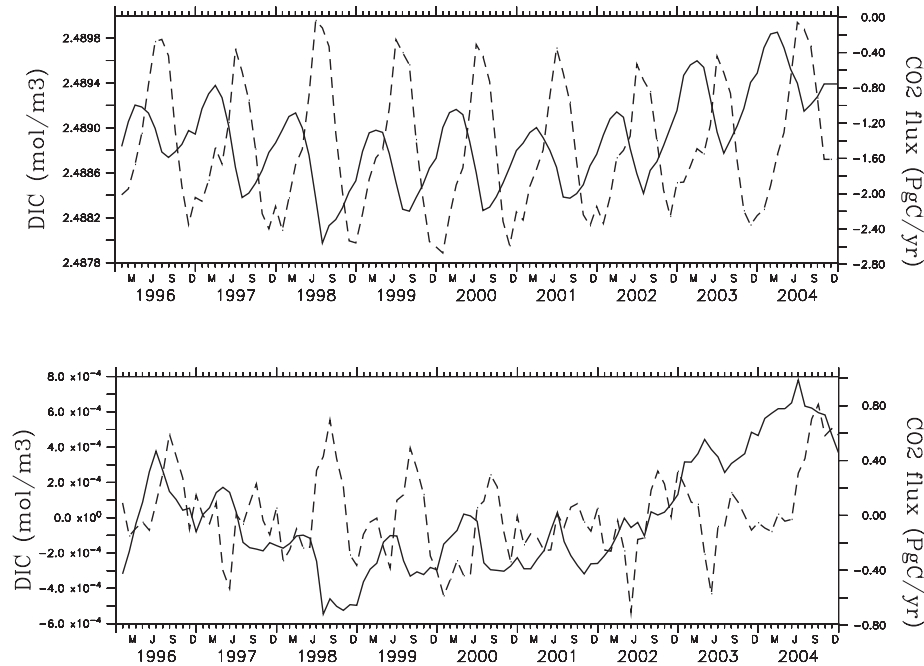 DIC (mol/m3)
2.4898
2.4894
2.4890
2.4886
2.4882
2.4878
0.00
-0.40
-0.80
-1.20
-1.60
-2.00
-2.40
-2.80
CO2 flux (PgC/yr)
M J S D M J S D M J S D M J S D M J S D M J S D M J S D M J S D M J S D
1996 1997 1998 1999 2000 2001 2002 2003 2004
DIC (mol/m3)
8.0 x10⁻⁴
6.0 x10⁻⁴
4.0 x10⁻⁴
2.0 x10⁻⁴
0.0 x10⁰
-2.0 x10⁻⁴
-4.0 x10⁻⁴
-6.0 x10⁻⁴
0.80
0.40
0.00
-0.40
-0.80
CO2 flux (PgC/yr)
M J S D M J S D M J S D M J S D M J S D M J S D M J S D M J S D M J S D
1996 1997 1998 1999 2000 2001 2002 2003 2004